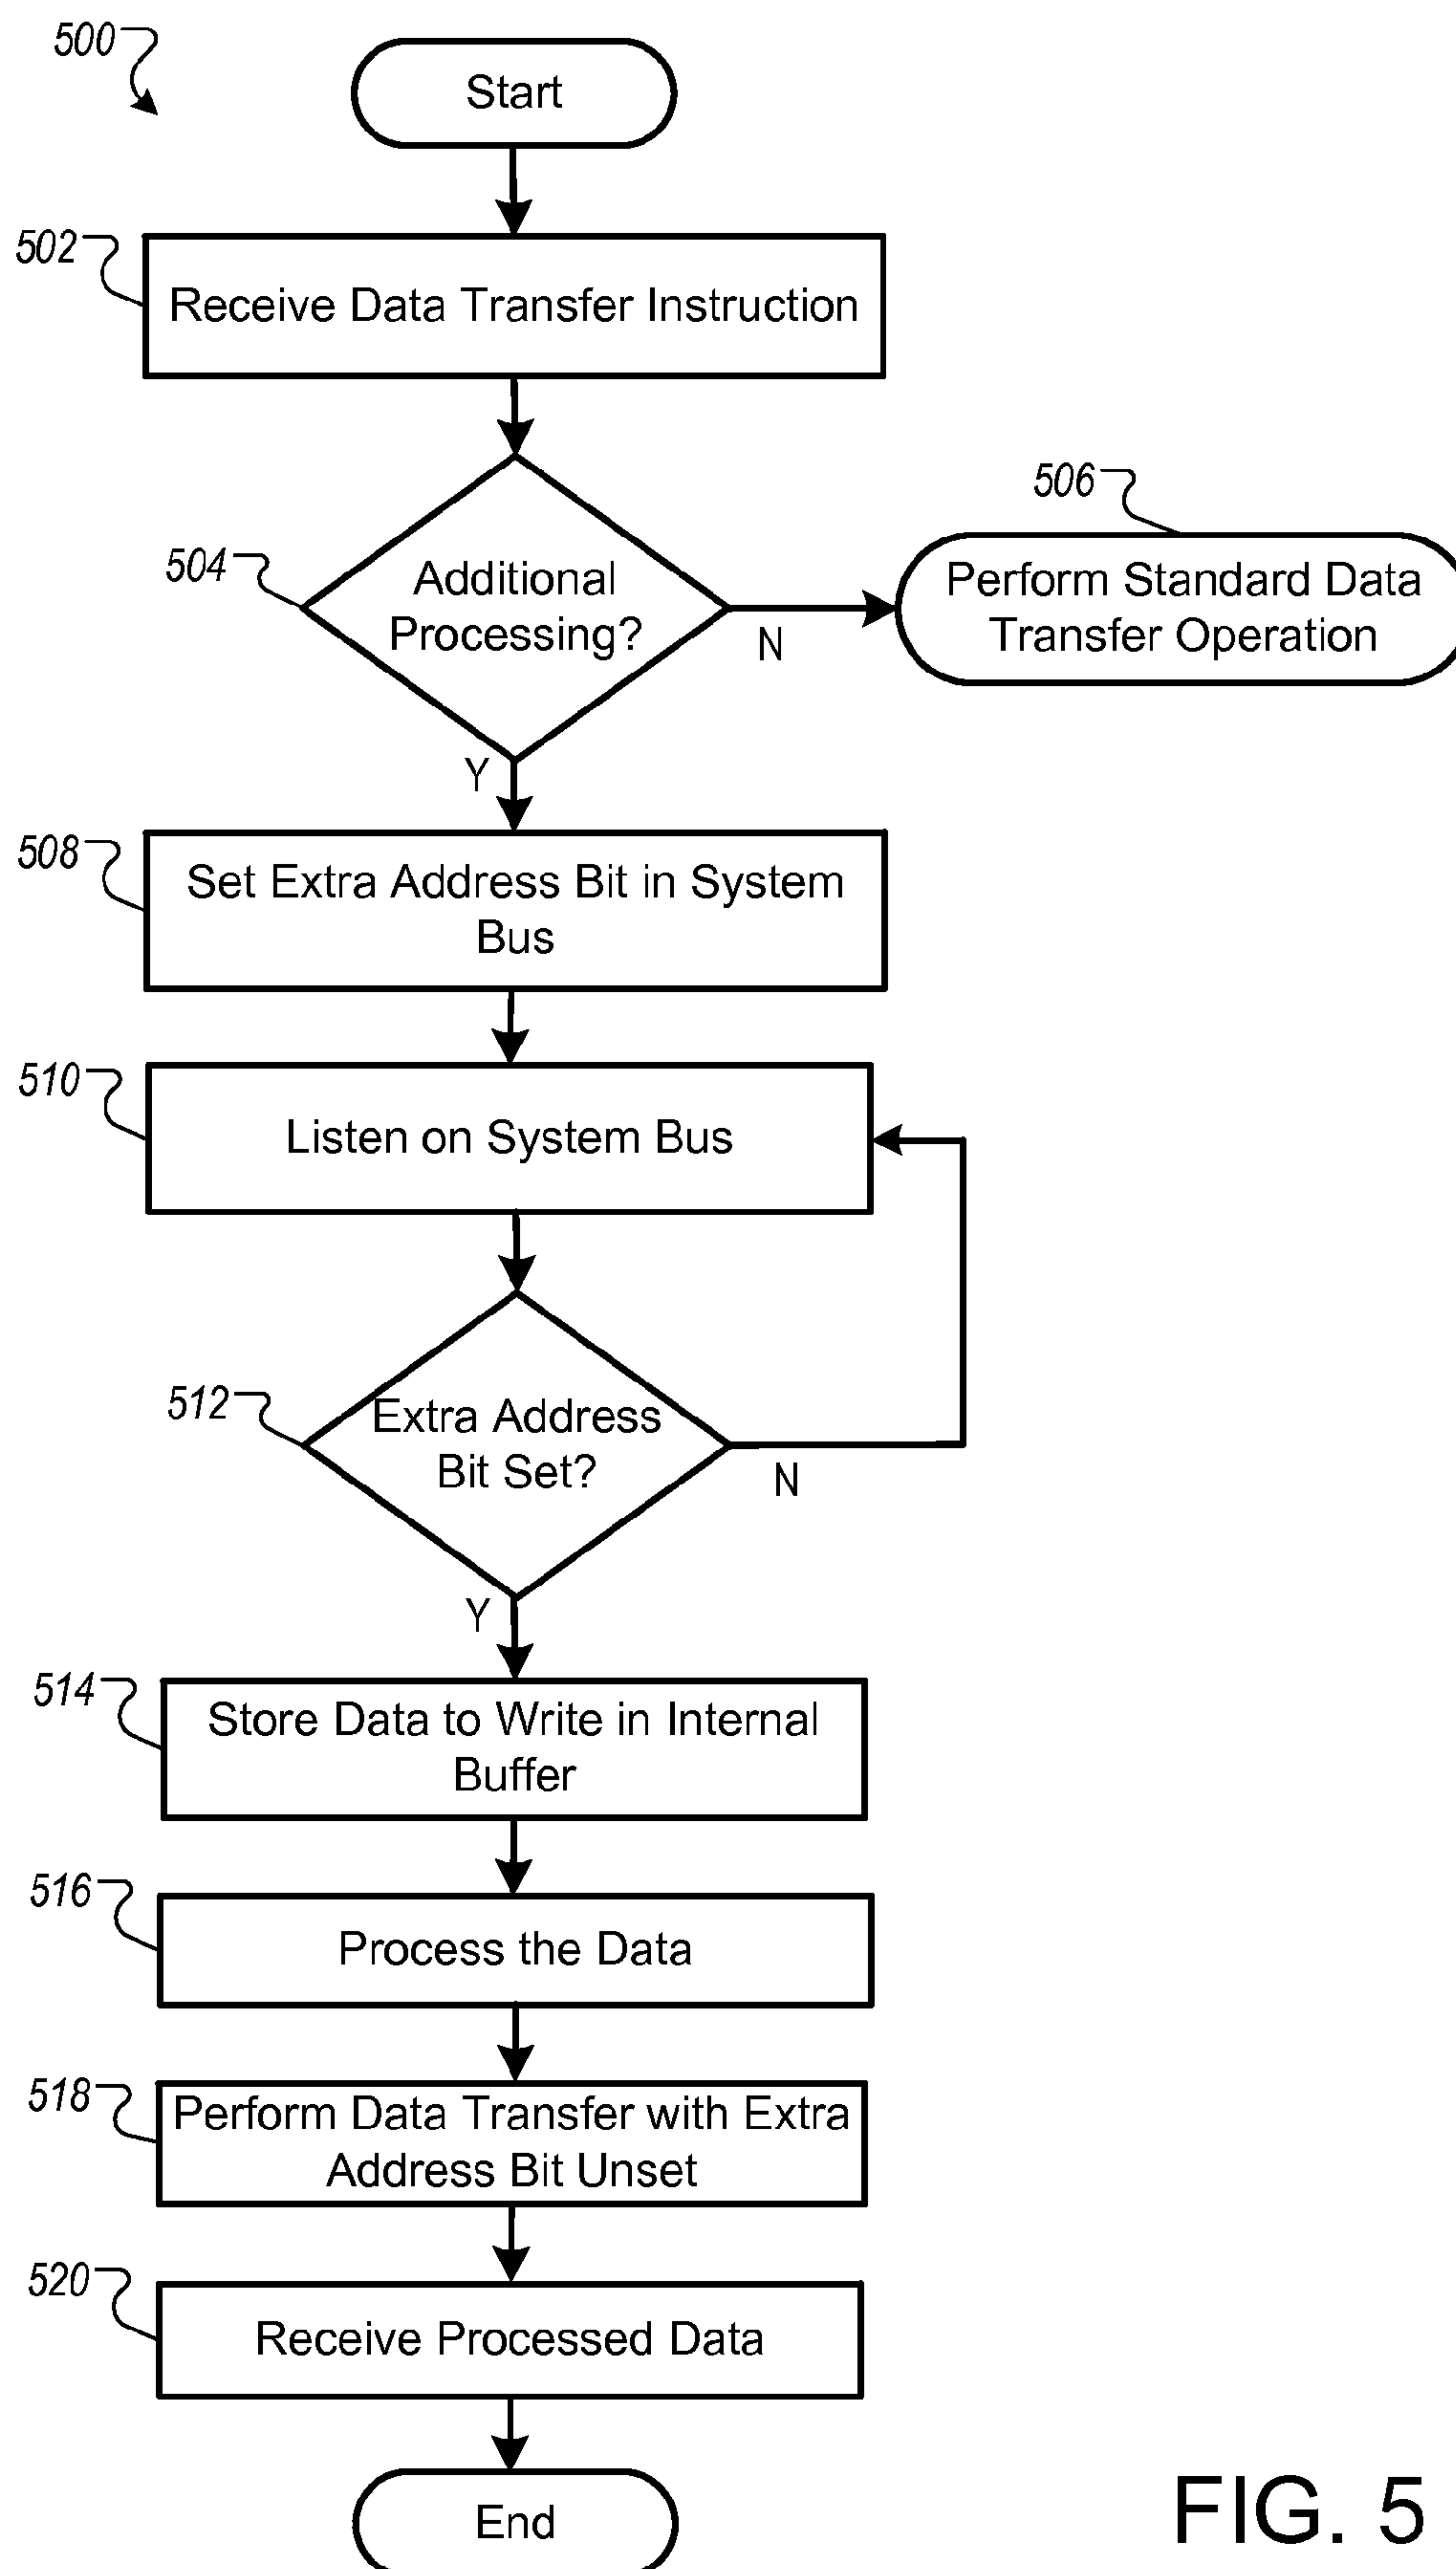 500
Start
502
Receive Data Transfer Instruction
504
Additional
Processing?
N
506
Perform Standard Data
Transfer Operation
Y
508
Set Extra Address Bit in System
Bus
510
Listen on System Bus
512
Extra Address
Bit Set?
N
Y
514
Store Data to Write in Internal
Buffer
516
Process the Data
518
Perform Data Transfer with Extra
Address Bit Unset
520
Receive Processed Data
End
FIG. 5